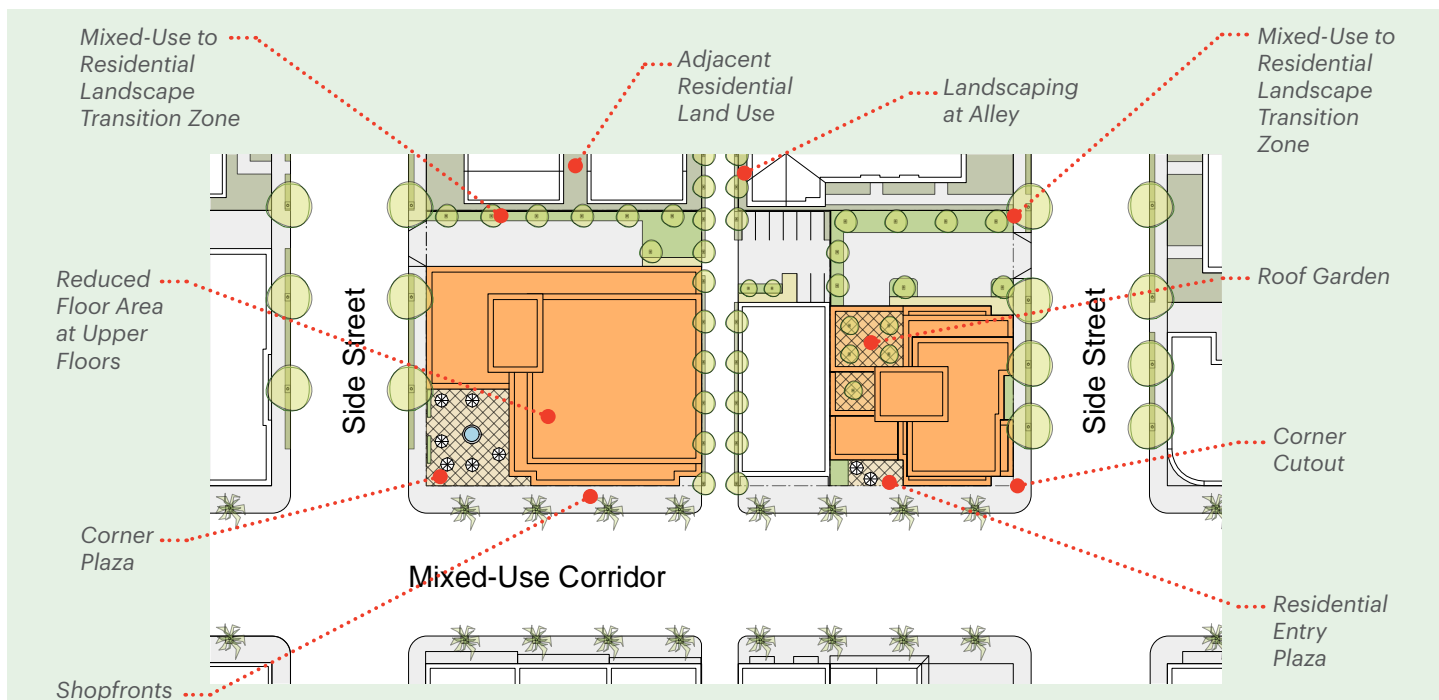 Mixed-Use to
Residential
Landscape
Transition Zone
Adjacent
Residential
Land Use
Landscaping
at Alley
Mixed-Use to
Residential
Landscape
Transition
Zone
Reduced
Floor Area
at Upper
Floors
Side Street
Side Street
Roof Garden
Corner
Cutout
Corner
Plaza
Mixed-Use Corridor
Residential
Entry
Plaza
Shopfronts